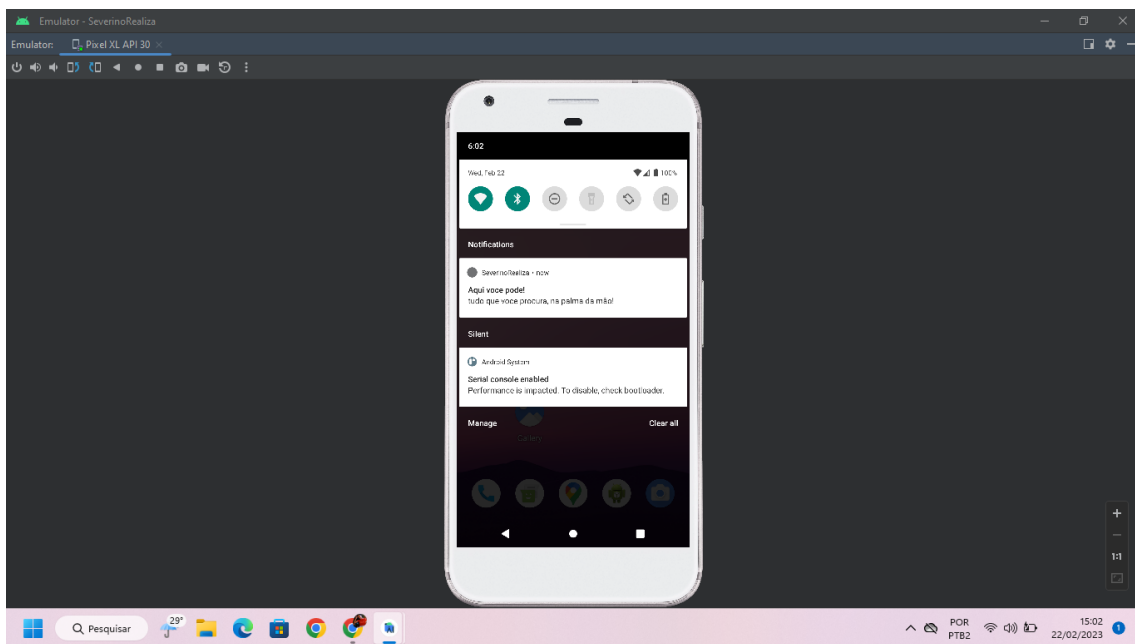 Emulator - SeverinoRealiza
Emulator: Pixel XL API 30
6:02
Wed, Feb 22 100%
Notifications
SeverinoRealiza • now
Aqui voce pode!
tudo que voce procura, na palma da mão!
Silent
Android System
Serial console enabled
Performance is impacted. To disable, check bootloader.
Manage Clear all
Gallery
1:1
Pesquisar 29° POR 15:02
PTB2 22/02/2023 1